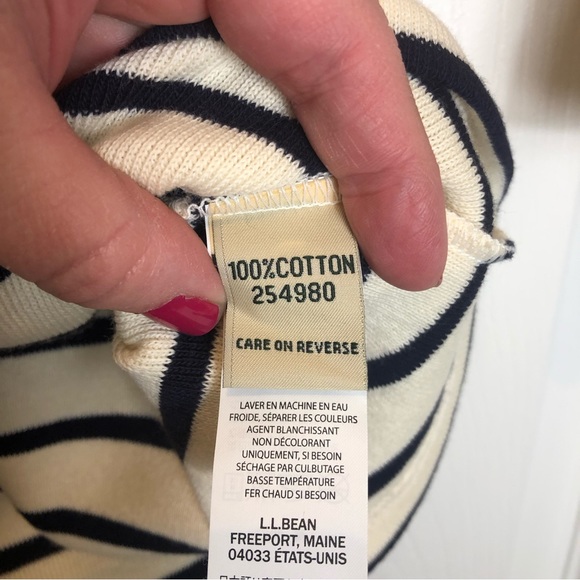 100%COTTON
254980
CARE ON REVERSE
LAVER EN MACHINE EN EAU
FROIDE, SÉPARER LES COULEURS
AGENT BLANCHISSANT
NON DÉCOLORANT
UNIQUEMENT, SI BESOIN
SÉCHAGE PAR CULBUTAGE
BASSE TEMPÉRATURE
FER CHAUD SI BESOIN
L.L.BEAN
FREEPORT, MAINE
04033 ÉTATS-UNIS